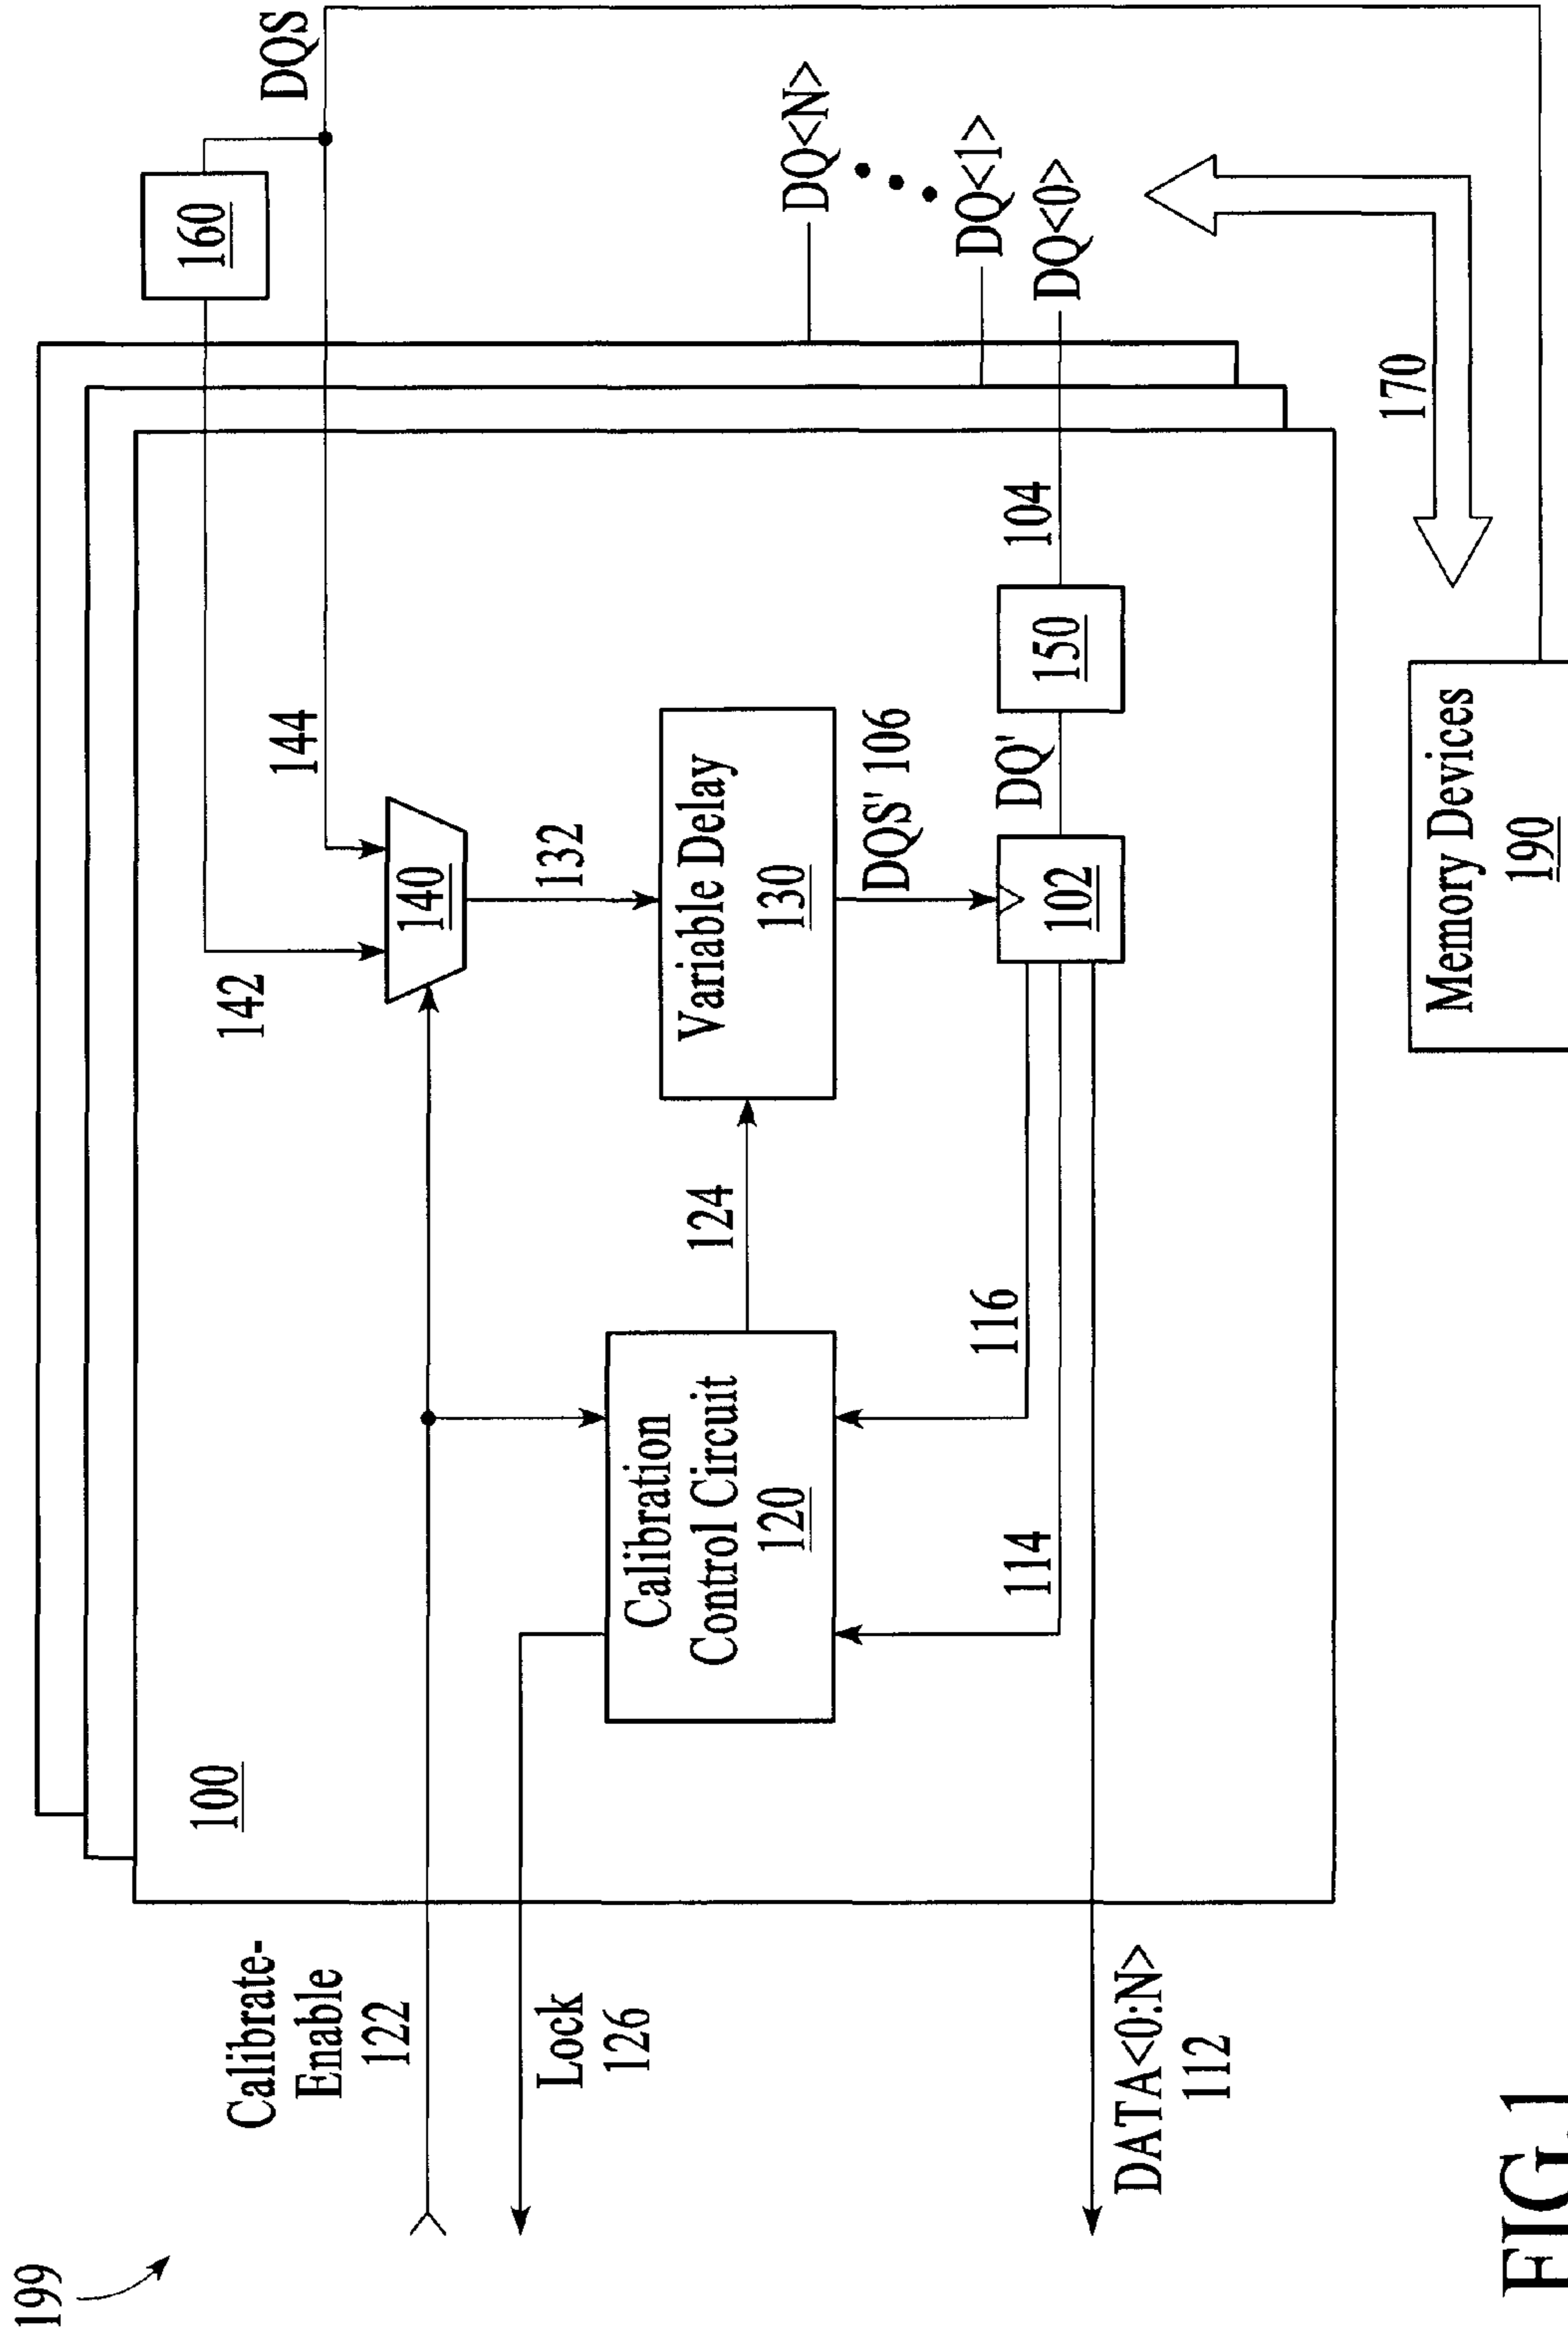 199
Calibrate-
Enable
122
Lock
126
DATA<0:N>
112
100
142
144
140
132
160
DQS
Calibration
Control Circuit
120
124
Variable Delay
130
DQS' 106
116
114
102
DQ'
150
104
DQ<N>
DQ<1>
DQ<0>
170
Memory Devices
190
FIG.1